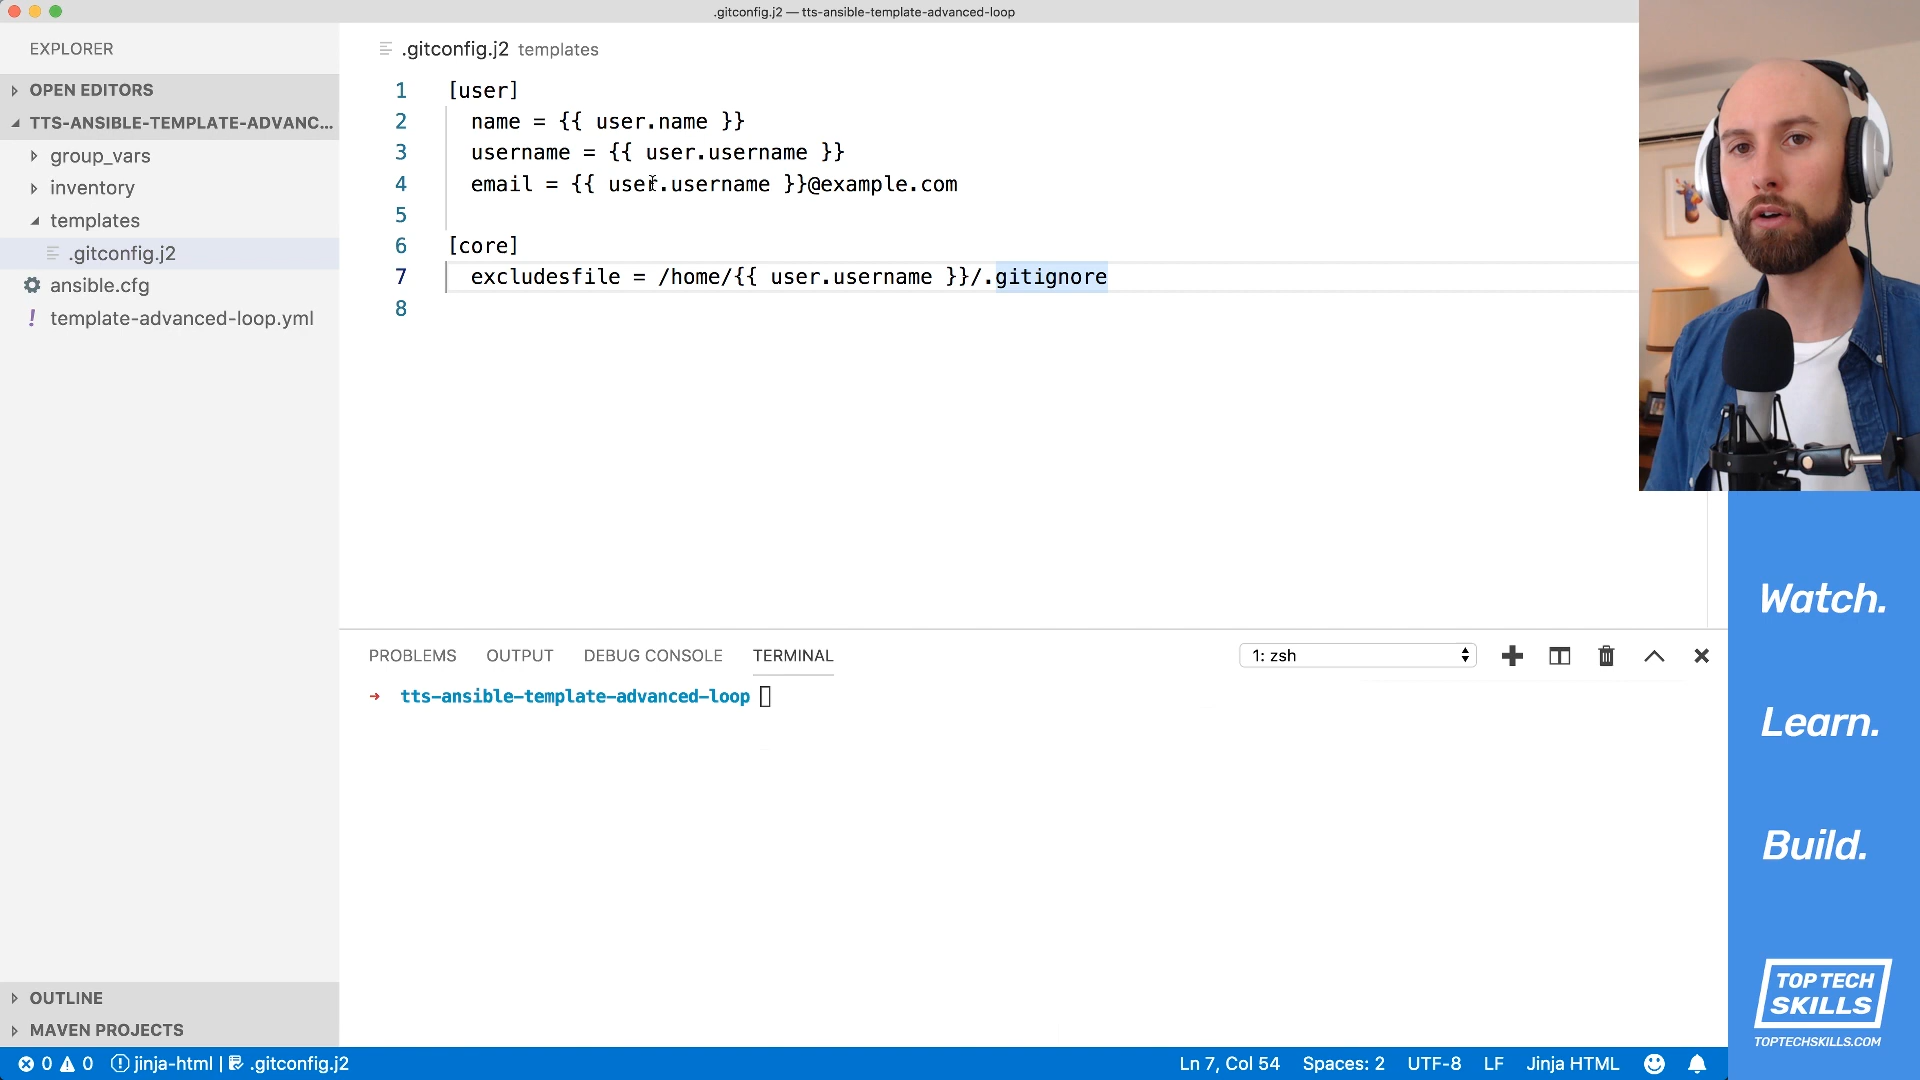 .gitconfig.j2 — tts-ansible-template-advanced-loop
EXPLORER
OPEN EDITORS
TTS-ANSIBLE-TEMPLATE-ADVANC...
group_vars
inventory
templates
.gitconfig.j2
ansible.cfg
! template-advanced-loop.yml
OUTLINE
MAVEN PROJECTS
.gitconfig.j2 templates
1 [user]
2 name = {{ user.name }}
3 username = {{ user.username }}
4 email = {{ user.username }}@example.com
5
6 [core]
7 excludesfile = /home/{{ user.username }}/.gitignore
8
PROBLEMS OUTPUT DEBUG CONSOLE TERMINAL 1: zsh
→ tts-ansible-template-advanced-loop
Watch.
Learn.
Build.
TOP TECH
SKILLS
TOPTECHSKILLS.COM
0 0 jinja-html | .gitconfig.j2 Ln 7, Col 54 Spaces: 2 UTF-8 LF Jinja HTML